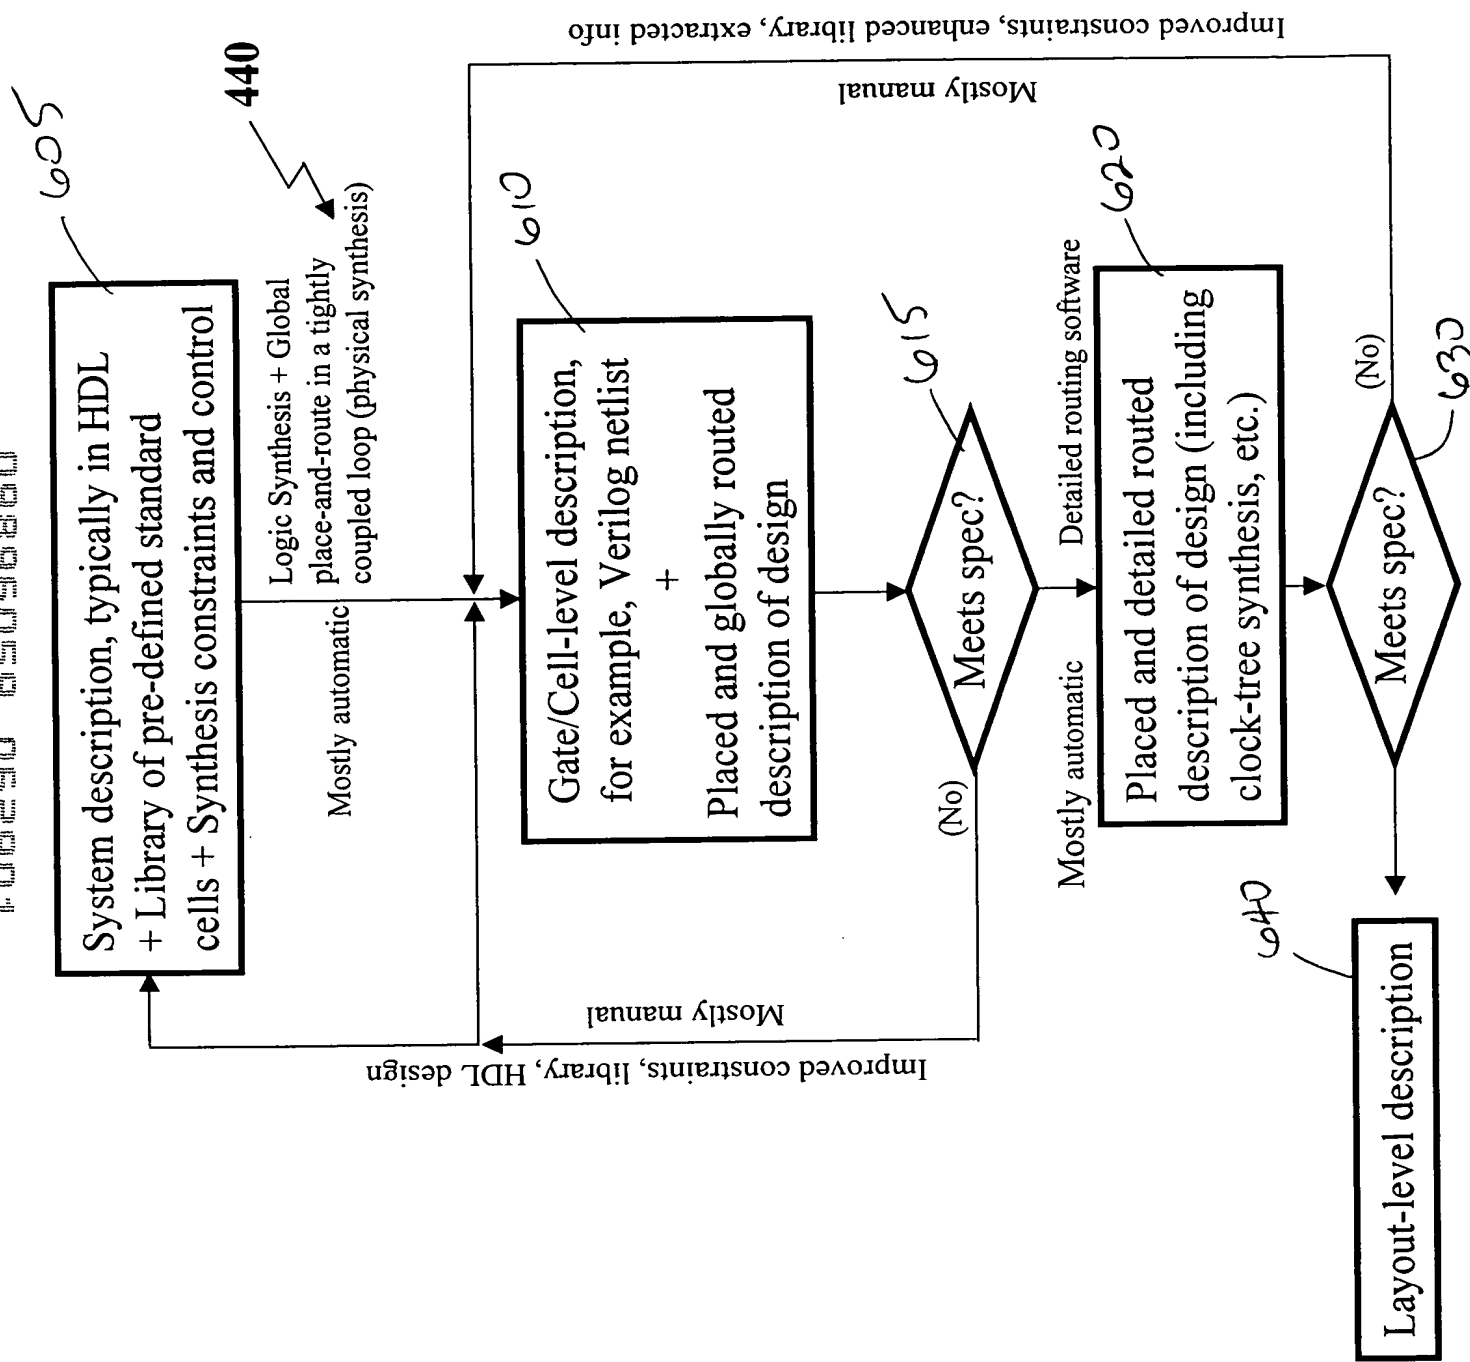 605
System description, typically in HDL
+ Library of pre-defined standard
cells + Synthesis constraints and control
440
Logic Synthesis + Global
place-and-route in a tightly
coupled loop (physical synthesis)
Mostly automatic
610
Gate/Cell-level description,
for example, Verilog netlist
+
Placed and globally routed
description of design
615
Meets spec?
(No)
Mostly manual
Improved constraints, library, HDL design
Detailed routing software
Mostly automatic
620
Placed and detailed routed
description of design (including
clock-tree synthesis, etc.)
630
Meets spec?
(No)
Mostly manual
Improved constraints, enhanced library, extracted info
640
Layout-level description